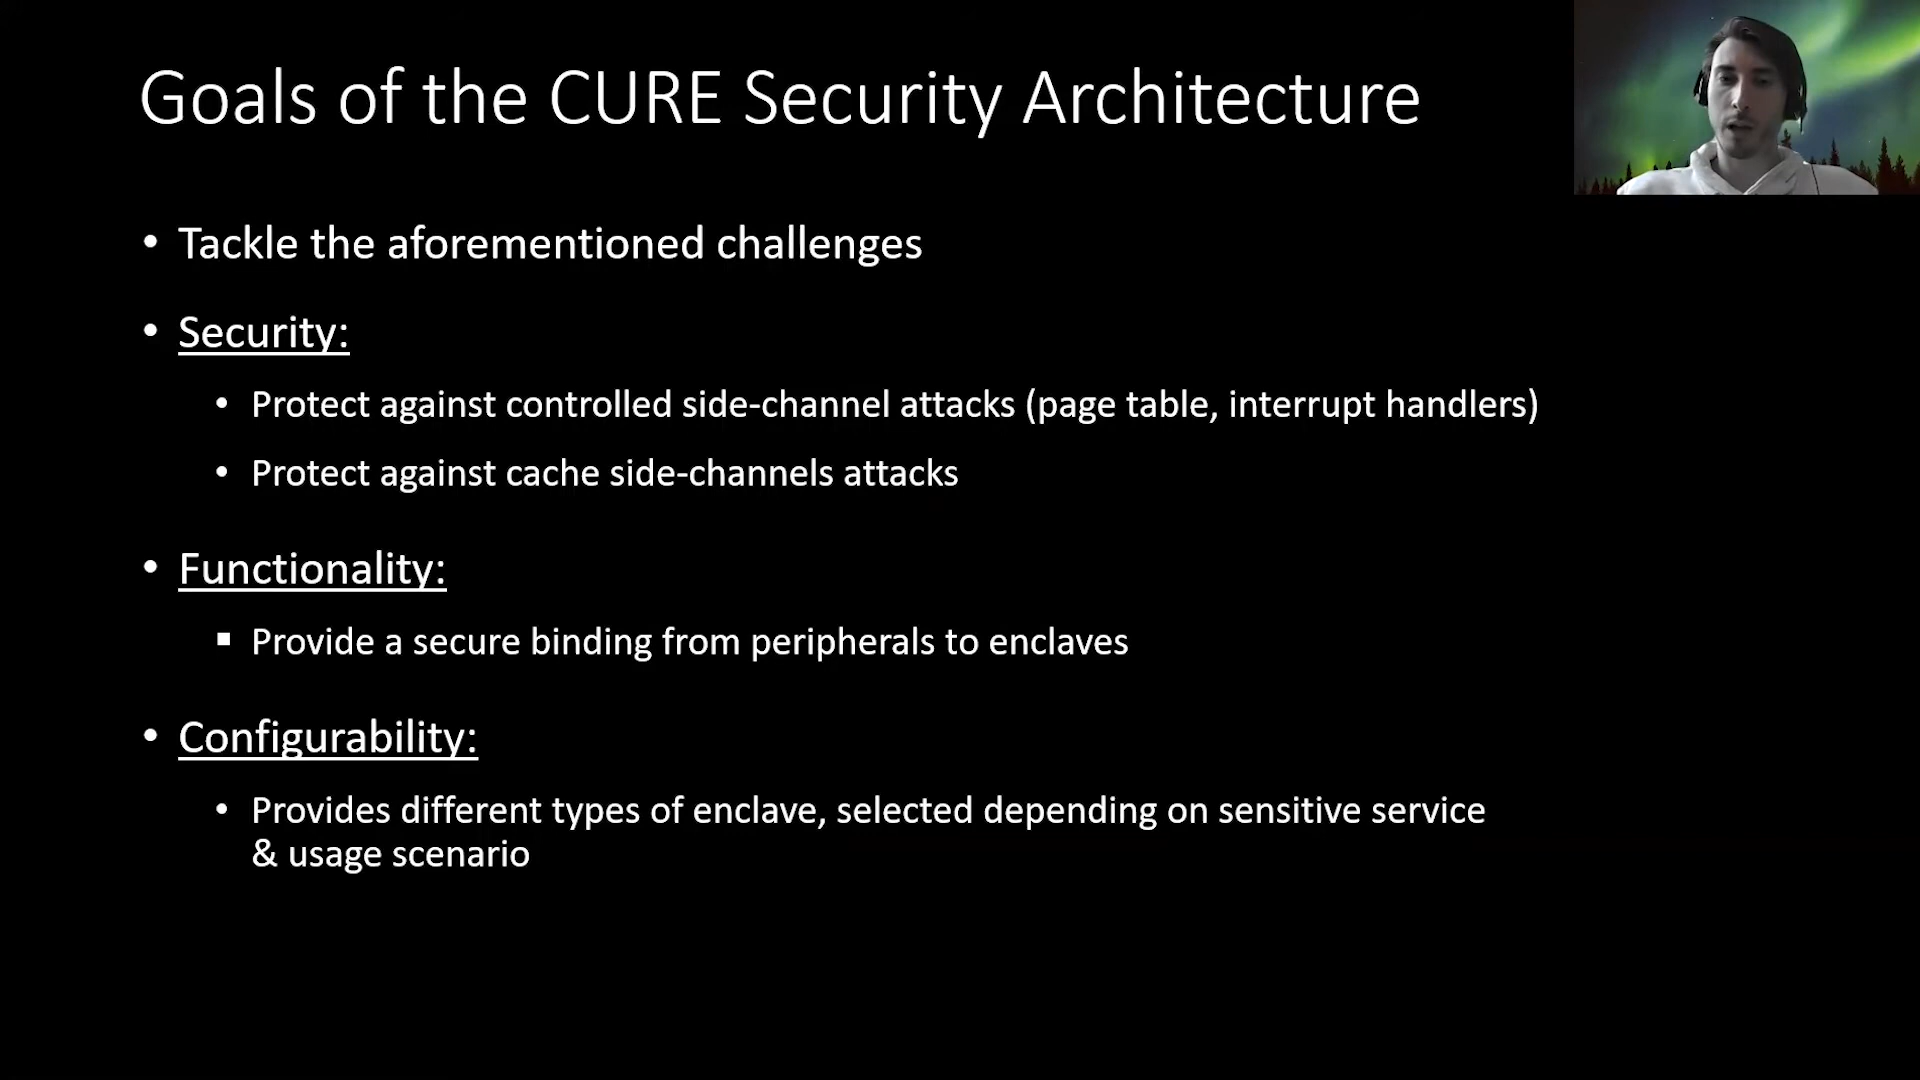 Goals of the CURE Security Architecture
• Tackle the aforementioned challenges
• Security:
• Protect against controlled side-channel attacks (page table, interrupt handlers)
• Protect against cache side-channels attacks
• Functionality:
▪ Provide a secure binding from peripherals to enclaves
• Configurability:
• Provides different types of enclave, selected depending on sensitive service
& usage scenario